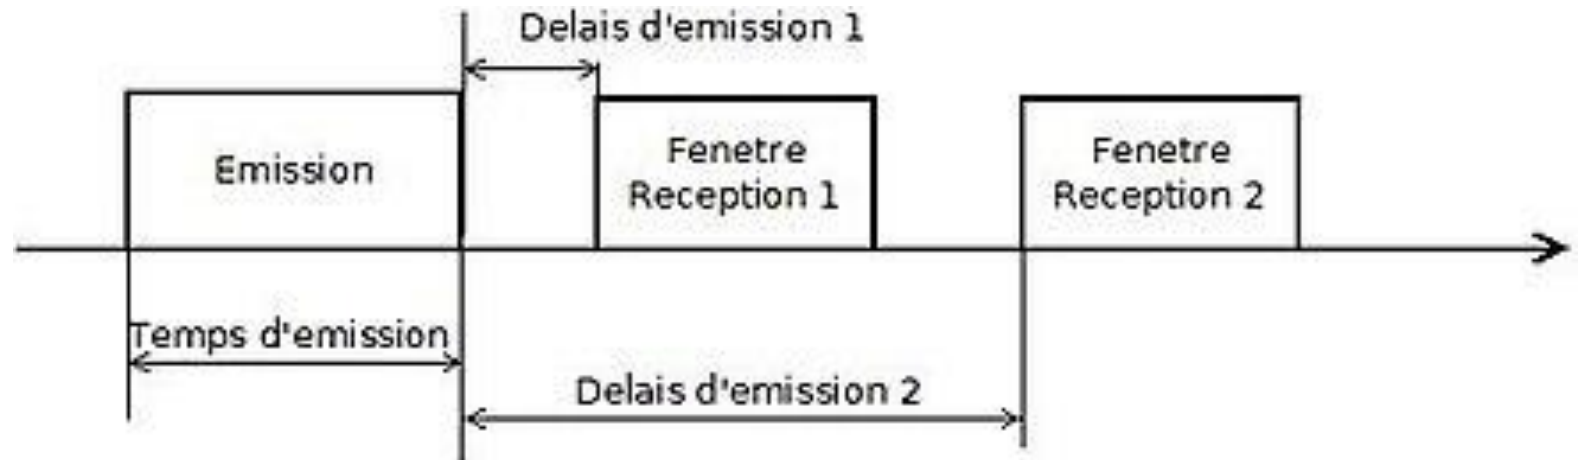 Delais d'emission 1
Emission
Fenetre
Reception 1
Fenetre
Reception 2
Temps d'emission
Delais d'emission 2